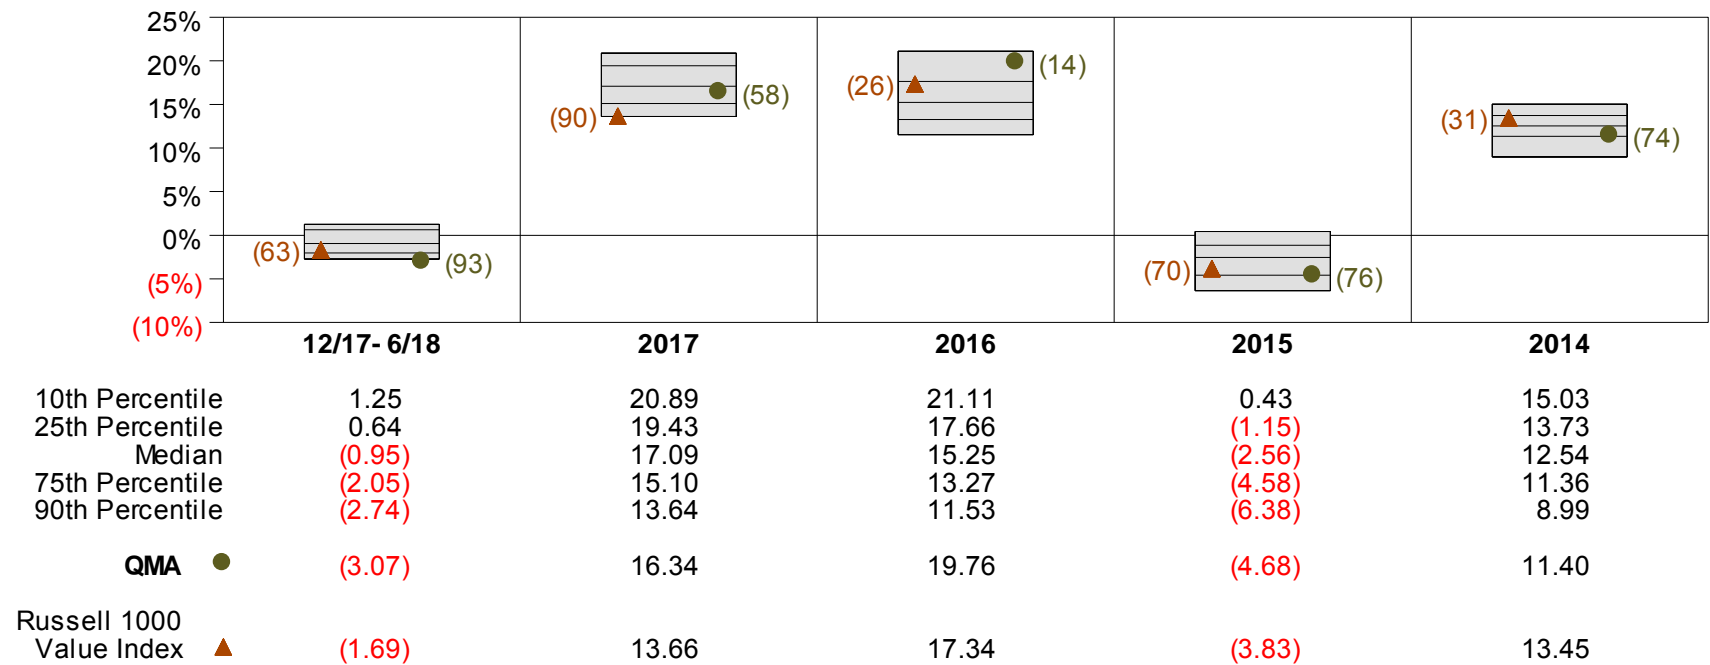 25%
20%
15%
10%
5%
0%
(5%)
(10%)
(63)
(93)
(90)
(58)
(26)
(14)
(70)
(76)
(31)
(74)
12/17- 6/18 2017 2016 2015 2014
10th Percentile 1.25 20.89 21.11 0.43 15.03
25th Percentile 0.64 19.43 17.66 (1.15) 13.73
Median (0.95) 17.09 15.25 (2.56) 12.54
75th Percentile (2.05) 15.10 13.27 (4.58) 11.36
90th Percentile (2.74) 13.64 11.53 (6.38) 8.99
QMA (3.07) 16.34 19.76 (4.68) 11.40
Russell 1000
Value Index (1.69) 13.66 17.34 (3.83) 13.45